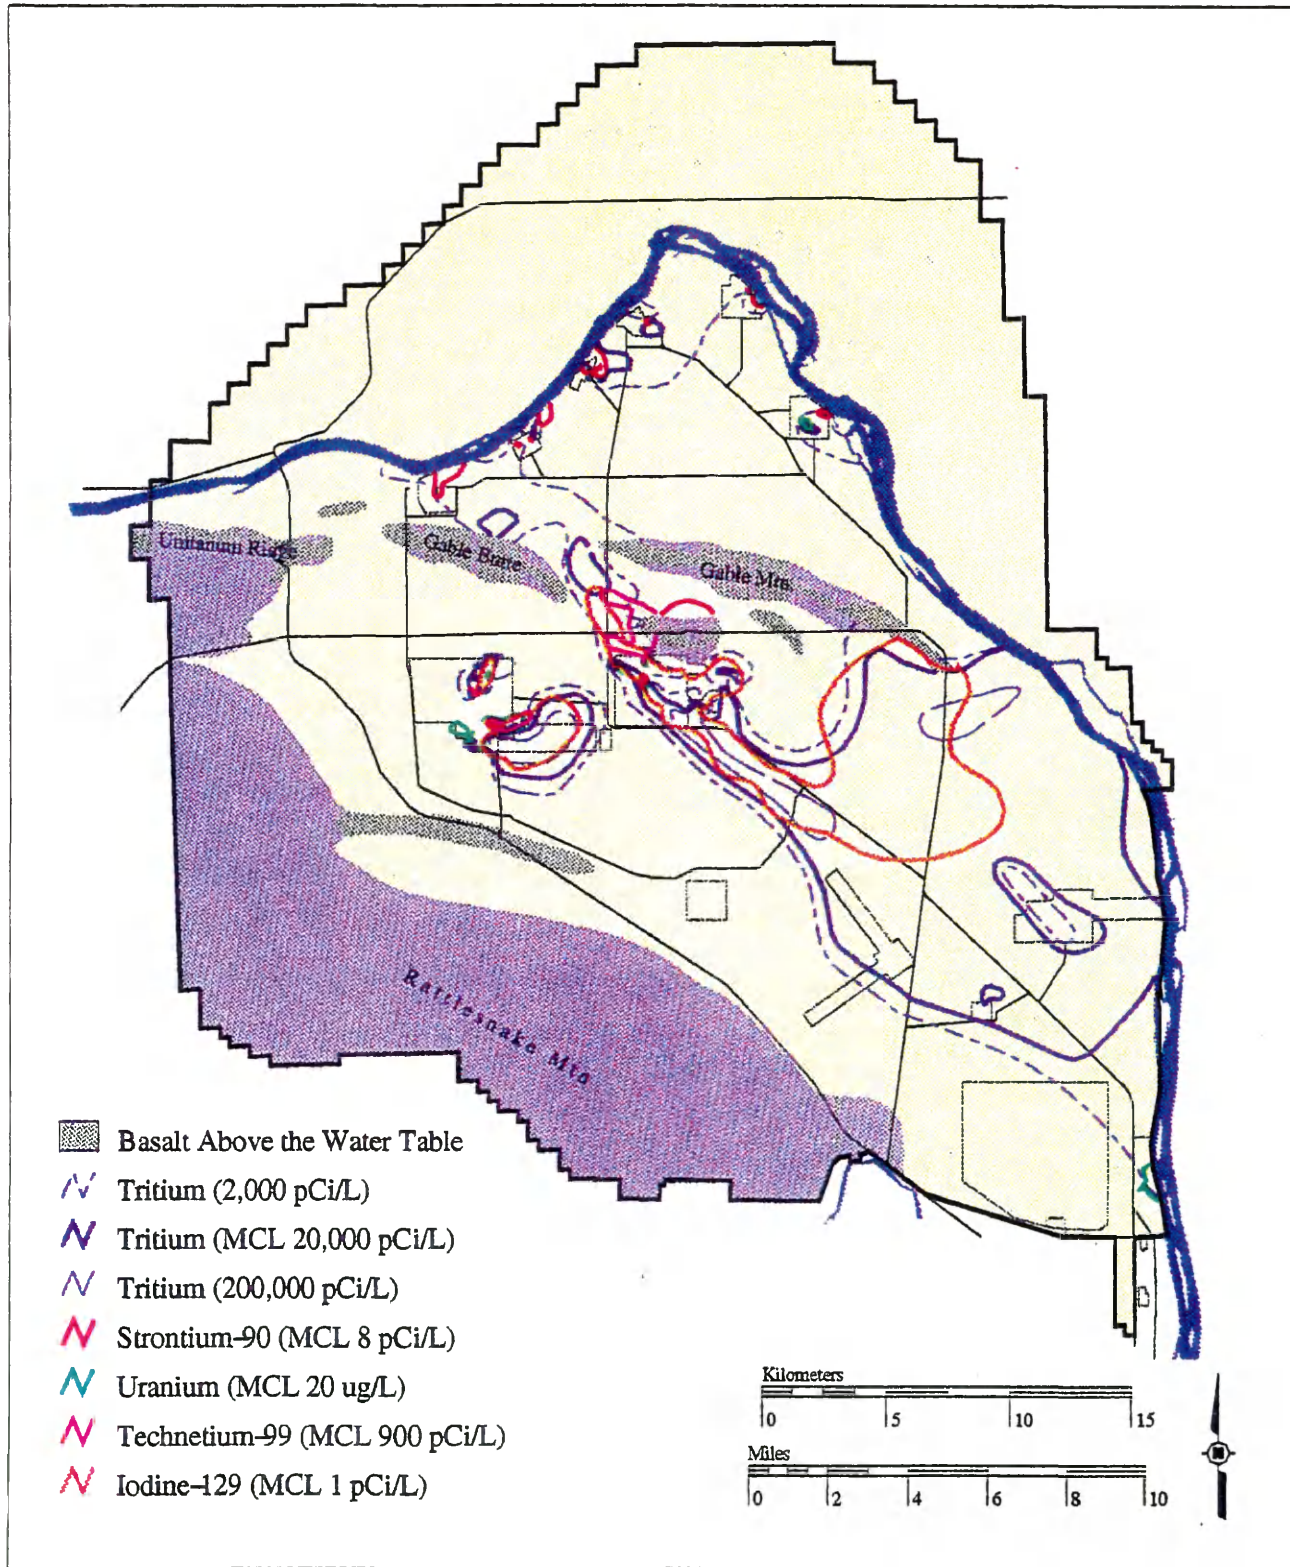 Umtanum Ridge
Gable Butte
Gable Mtn
Rattlesnake Mtn
Basalt Above the Water Table
Tritium (2,000 pCi/L)
Tritium (MCL 20,000 pCi/L)
Tritium (200,000 pCi/L)
Strontium-90 (MCL 8 pCi/L)
Uranium (MCL 20 ug/L)
Technetium-99 (MCL 900 pCi/L)
Iodine-129 (MCL 1 pCi/L)
Kilometers
0 5 10 15
Miles
0 2 4 6 8 10